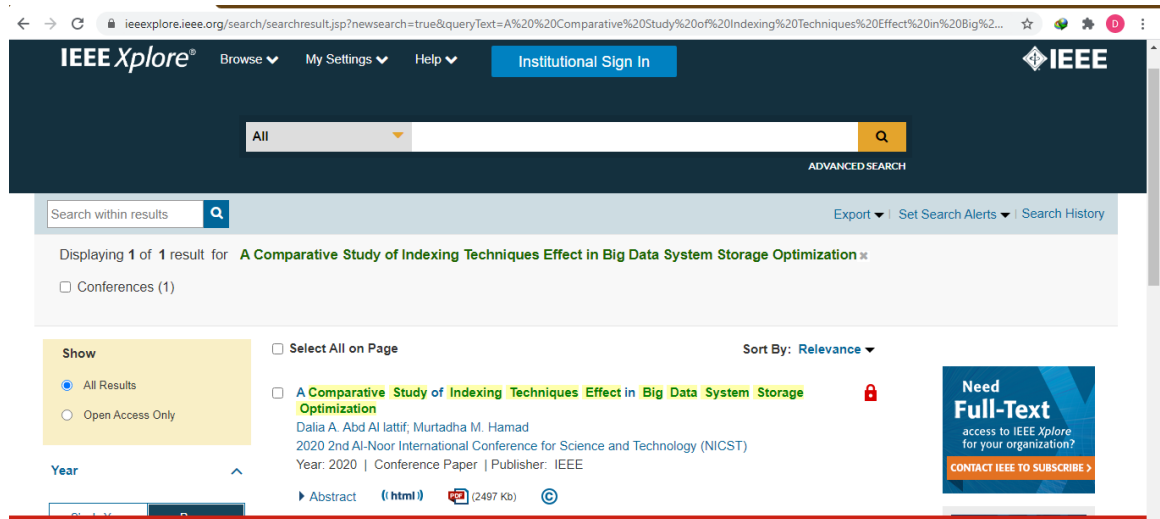 ieeexplore.ieee.org/search/searchresult.jsp?newsearch=true&queryText=A%20%20Comparative%20Study%20of%20Indexing%20Techniques%20Effect%20in%20Big%2... D
IEEE Xplore® Browse My Settings Help Institutional Sign In IEEE
All
ADVANCED SEARCH
Search within results Export | Set Search Alerts | Search History
Displaying 1 of 1 result for A Comparative Study of Indexing Techniques Effect in Big Data System Storage Optimization ×
Conferences (1)
Show
All Results
Open Access Only
Year
Select All on Page Sort By: Relevance
A Comparative Study of Indexing Techniques Effect in Big Data System Storage
Optimization
Dalia A. Abd Al lattif; Murtadha M. Hamad
2020 2nd Al-Noor International Conference for Science and Technology (NICST)
Year: 2020 | Conference Paper | Publisher: IEEE
Abstract ((html)) PDF (2497 Kb) ©
Need
Full-Text
access to IEEE Xplore
for your organization?
CONTACT IEEE TO SUBSCRIBE >